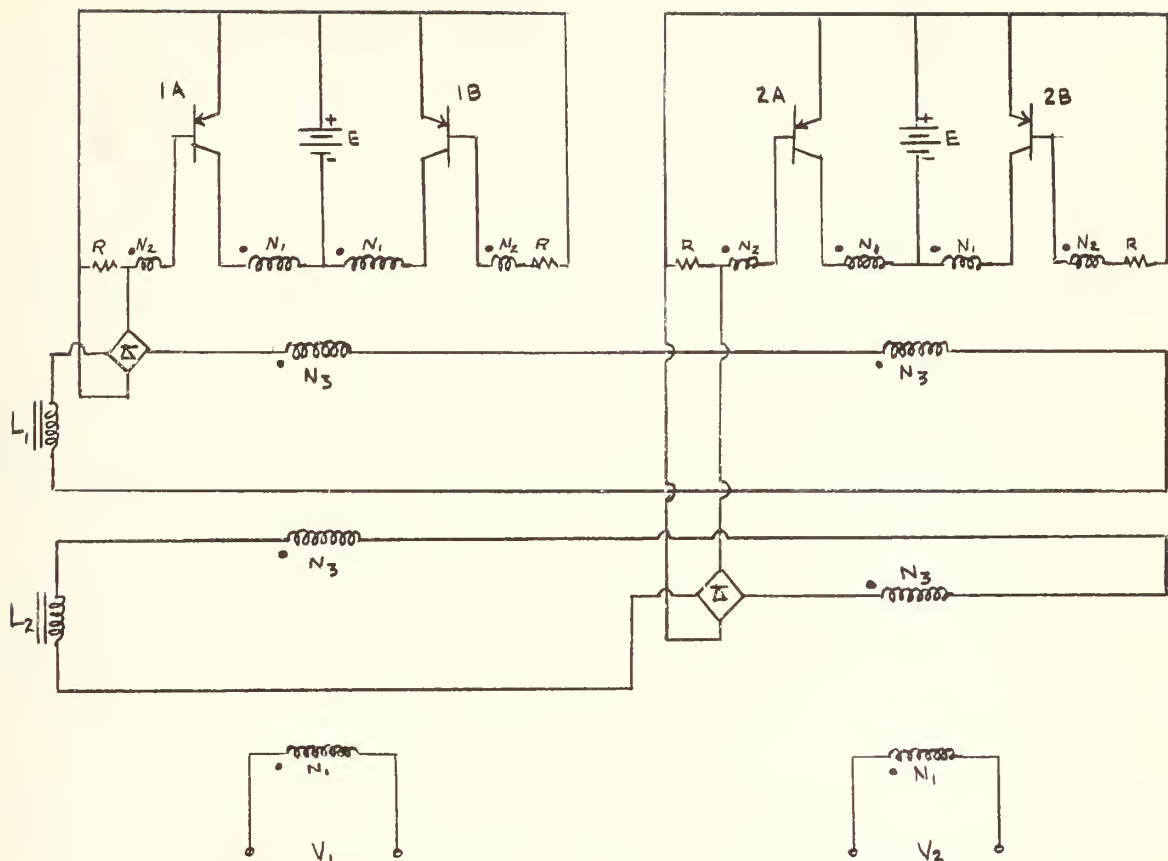 1A 1B 2A 2B
+ E - + E -
R N2 N1 N1 N2 R R N2 N1 N1 N2 R
N3 N3
L1
N3 N3
L2
N1 N1
V1 V2